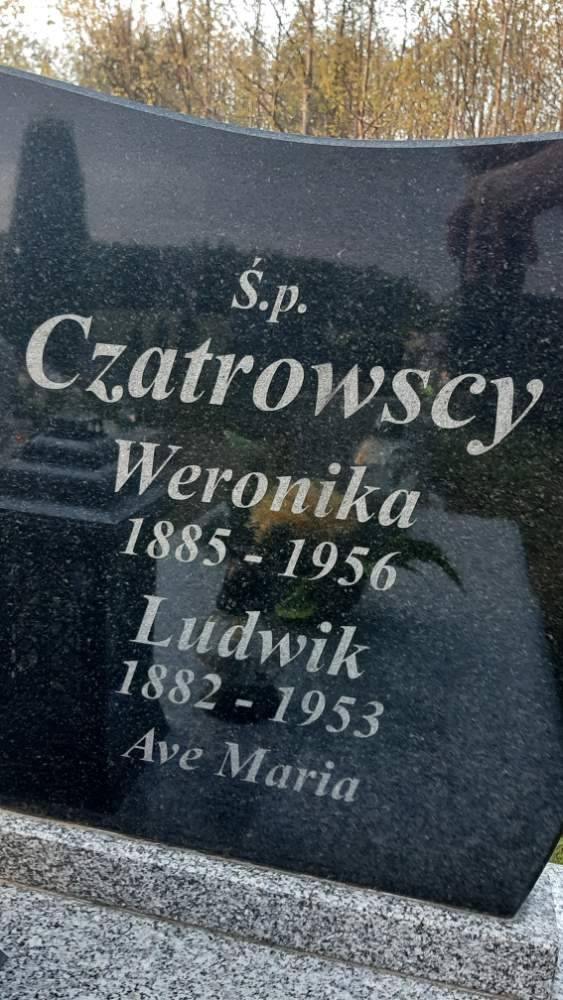 Ś.p.
Czatrowscy
Weronika
1885 - 1956
Ludwik
1882 - 1953
Ave Maria